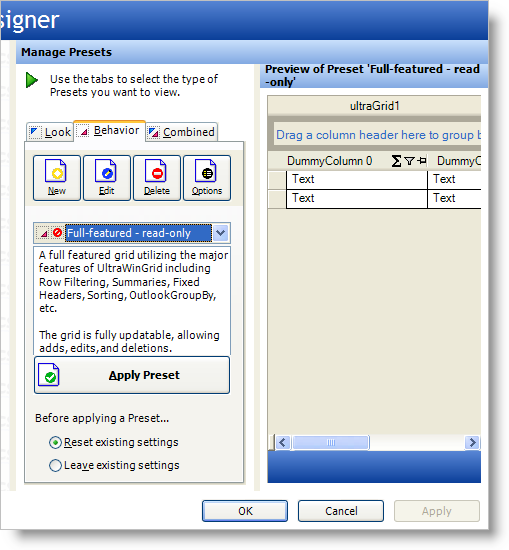 signer
Manage Presets
Use the tabs to select the type of
Presets you want to view.
Look
Behavior
Combined
New
Edit
Delete
Options
Full-featured - read-only
A full featured grid utilizing the major
features of UltraWinGrid including
Row Filtering, Summaries, Fixed
Headers, Sorting, OutlookGroupBy,
etc.
The grid is fully updatable, allowing
adds, edits,and deletions.
Apply Preset
Before applying a Preset...
Reset existing settings
Leave existing settings
Preview of Preset 'Full-featured - read
-only'
ultraGrid1
Drag a column header here to group b
DummyColumn 0 Σ DummyC
Text Text
Text Text
OK
Cancel
Apply